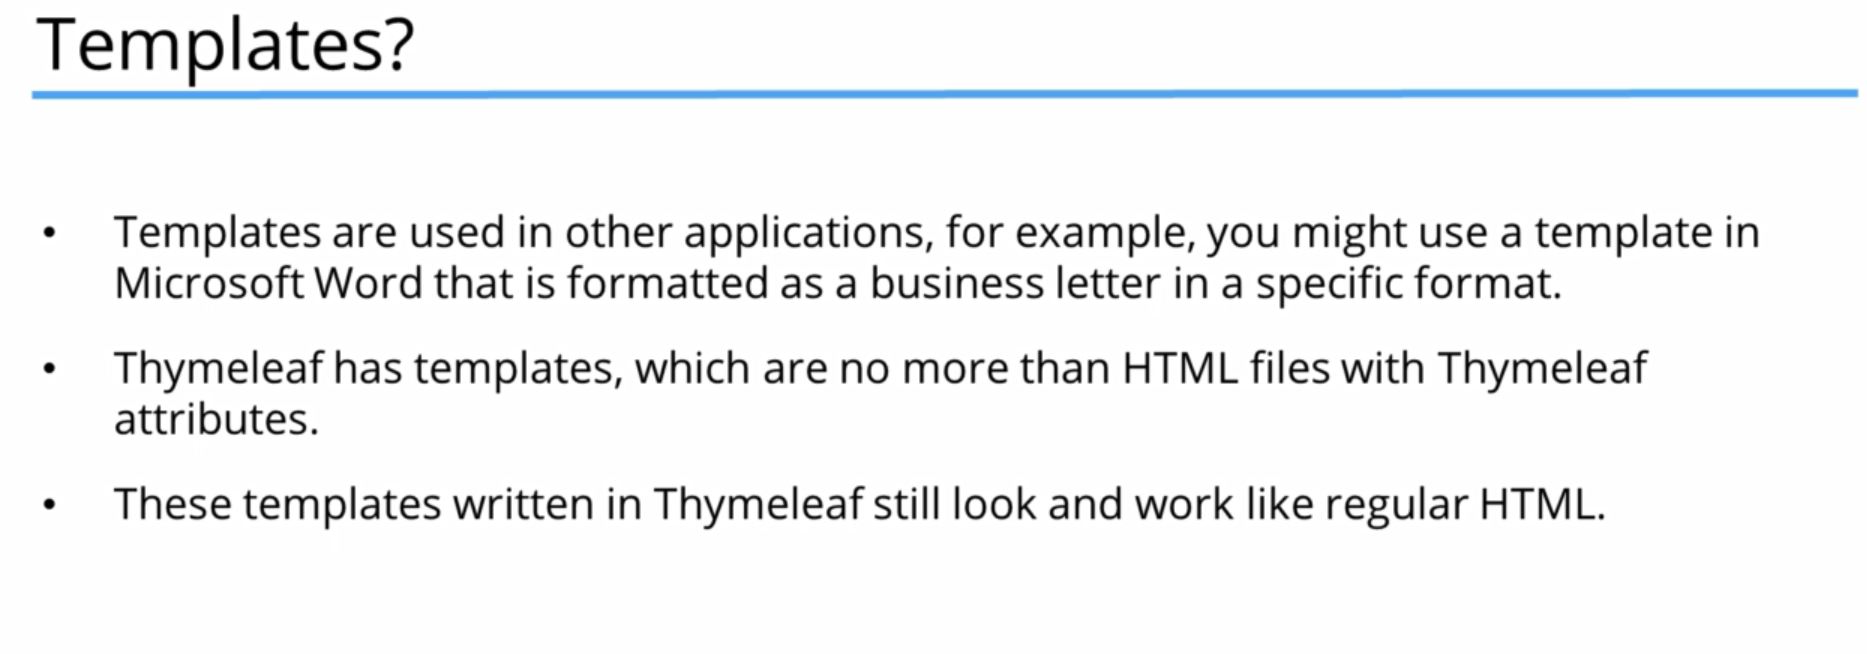 Templates?
• Templates are used in other applications, for example, you might use a template in
Microsoft Word that is formatted as a business letter in a specific format.
• Thymeleaf has templates, which are no more than HTML files with Thymeleaf
attributes.
• These templates written in Thymeleaf still look and work like regular HTML.